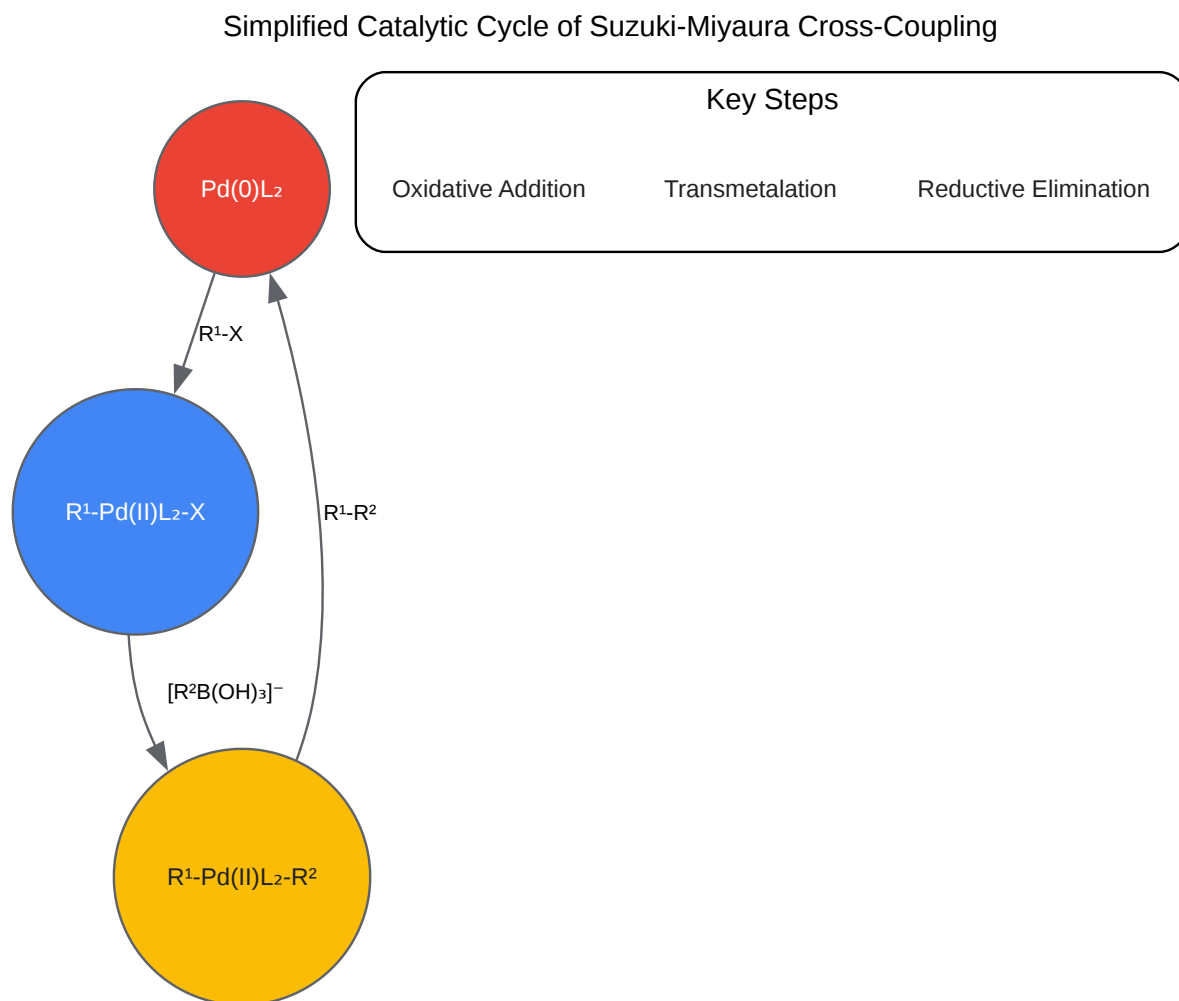 Simplified Catalytic Cycle of Suzuki-Miyaura Cross-Coupling
Key Steps
Pd(0)L₂
Oxidative Addition
Transmetalation
Reductive Elimination
R¹-X
R¹-Pd(II)L₂-X
R¹-R²
[R²B(OH)₃]⁻
R¹-Pd(II)L₂-R²